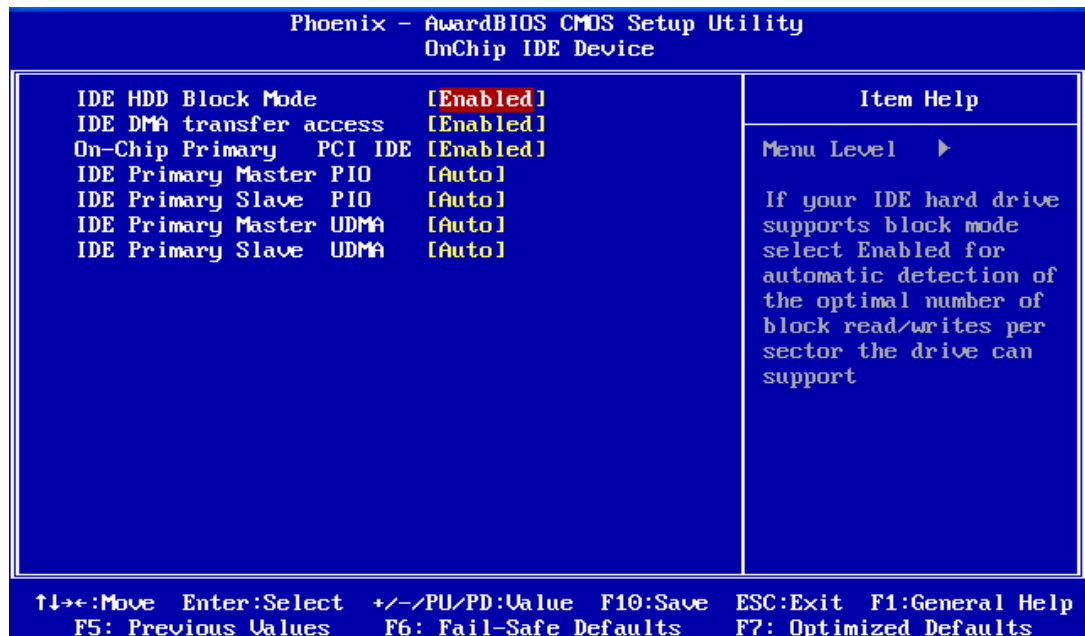 Phoenix - AwardBIOS CMOS Setup Utility
OnChip IDE Device
IDE HDD Block Mode [Enabled]
IDE DMA transfer access [Enabled]
On-Chip Primary PCI IDE [Enabled]
IDE Primary Master PIO [Auto]
IDE Primary Slave PIO [Auto]
IDE Primary Master UDMA [Auto]
IDE Primary Slave UDMA [Auto]
Item Help
Menu Level ▶
If your IDE hard drive
supports block mode
select Enabled for
automatic detection of
the optimal number of
block read/writes per
sector the drive can
support
↑↓→←:Move Enter:Select +/-/PU/PD:Value F10:Save ESC:Exit F1:General Help
F5: Previous Values F6: Fail-Safe Defaults F7: Optimized Defaults